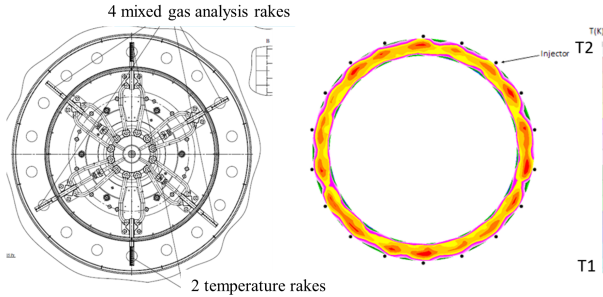 4 mixed gas analysis rakes
T(K)
T2
Injector
T1
2 temperature rakes